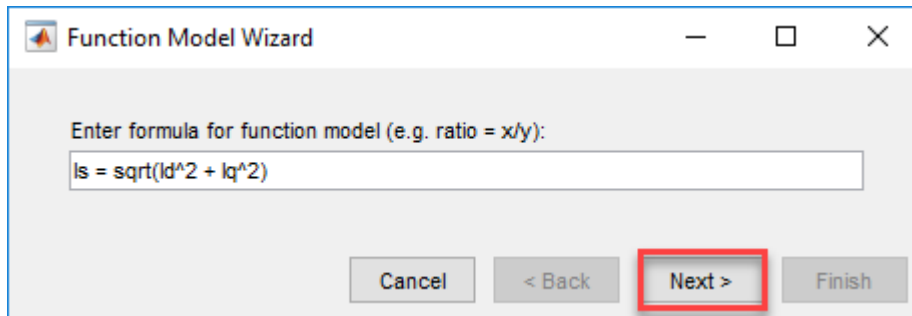 Function Model Wizard
Enter formula for function model (e.g. ratio = x/y):
Is = sqrt(Id^2 + Iq^2)
Cancel < Back Next > Finish